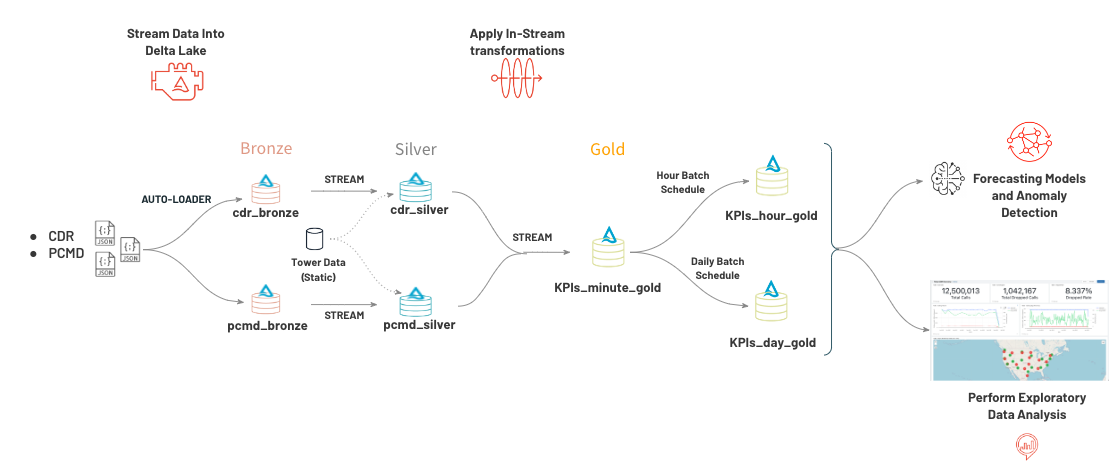 Stream Data Into
Delta Lake
Apply In-Stream
transformations
Bronze
Silver
Gold
AUTO-LOADER
STREAM
cdr_bronze
cdr_silver
CDR
PCMD
{;}
JSON
{;}
JSON
{;}
JSON
Tower Data
(Static)
STREAM
KPIs_minute_gold
pcmd_bronze
STREAM
pcmd_silver
Hour Batch
Schedule
KPIs_hour_gold
Daily Batch
Schedule
KPIs_day_gold
Forecasting Models
and Anomaly
Detection
12,500,013
Total Calls
1,042,167
Total Dropped Calls
8.337%
Dropped Rate
Perform Exploratory
Data Analysis